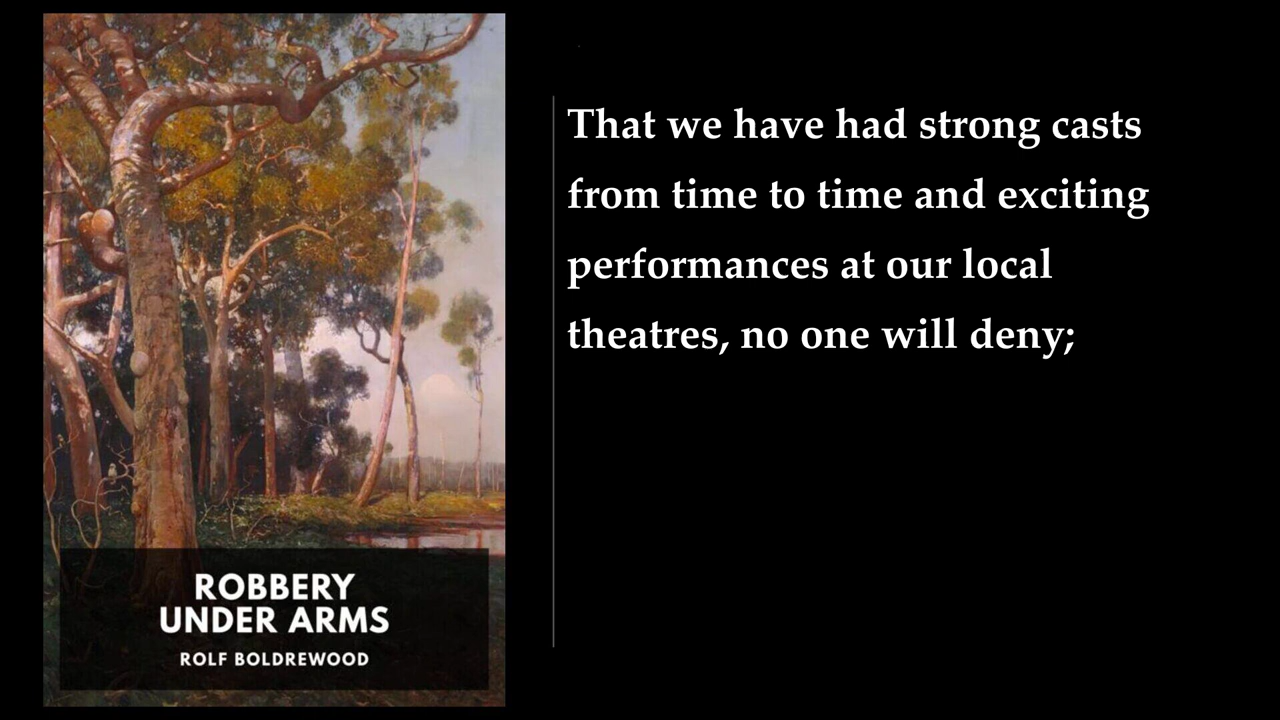 That we have had strong casts
from time to time and exciting
performances at our local
theatres, no one will deny;
ROBBERY
UNDER ARMS
ROLF BOLDREWOOD